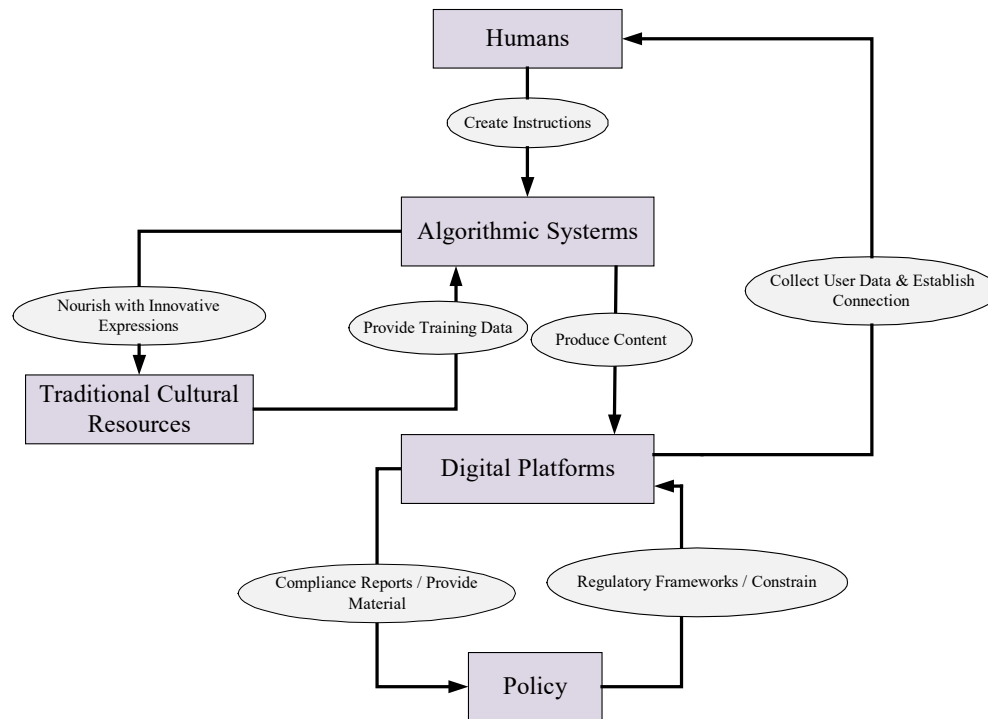 Humans
Create Instructions
Algorithmic Systerms
Collect User Data & Establish
Connection
Nourish with Innovative
Expressions
Provide Training Data
Produce Content
Traditional Cultural
Resources
Digital Platforms
Compliance Reports / Provide
Material
Regulatory Frameworks / Constrain
Policy